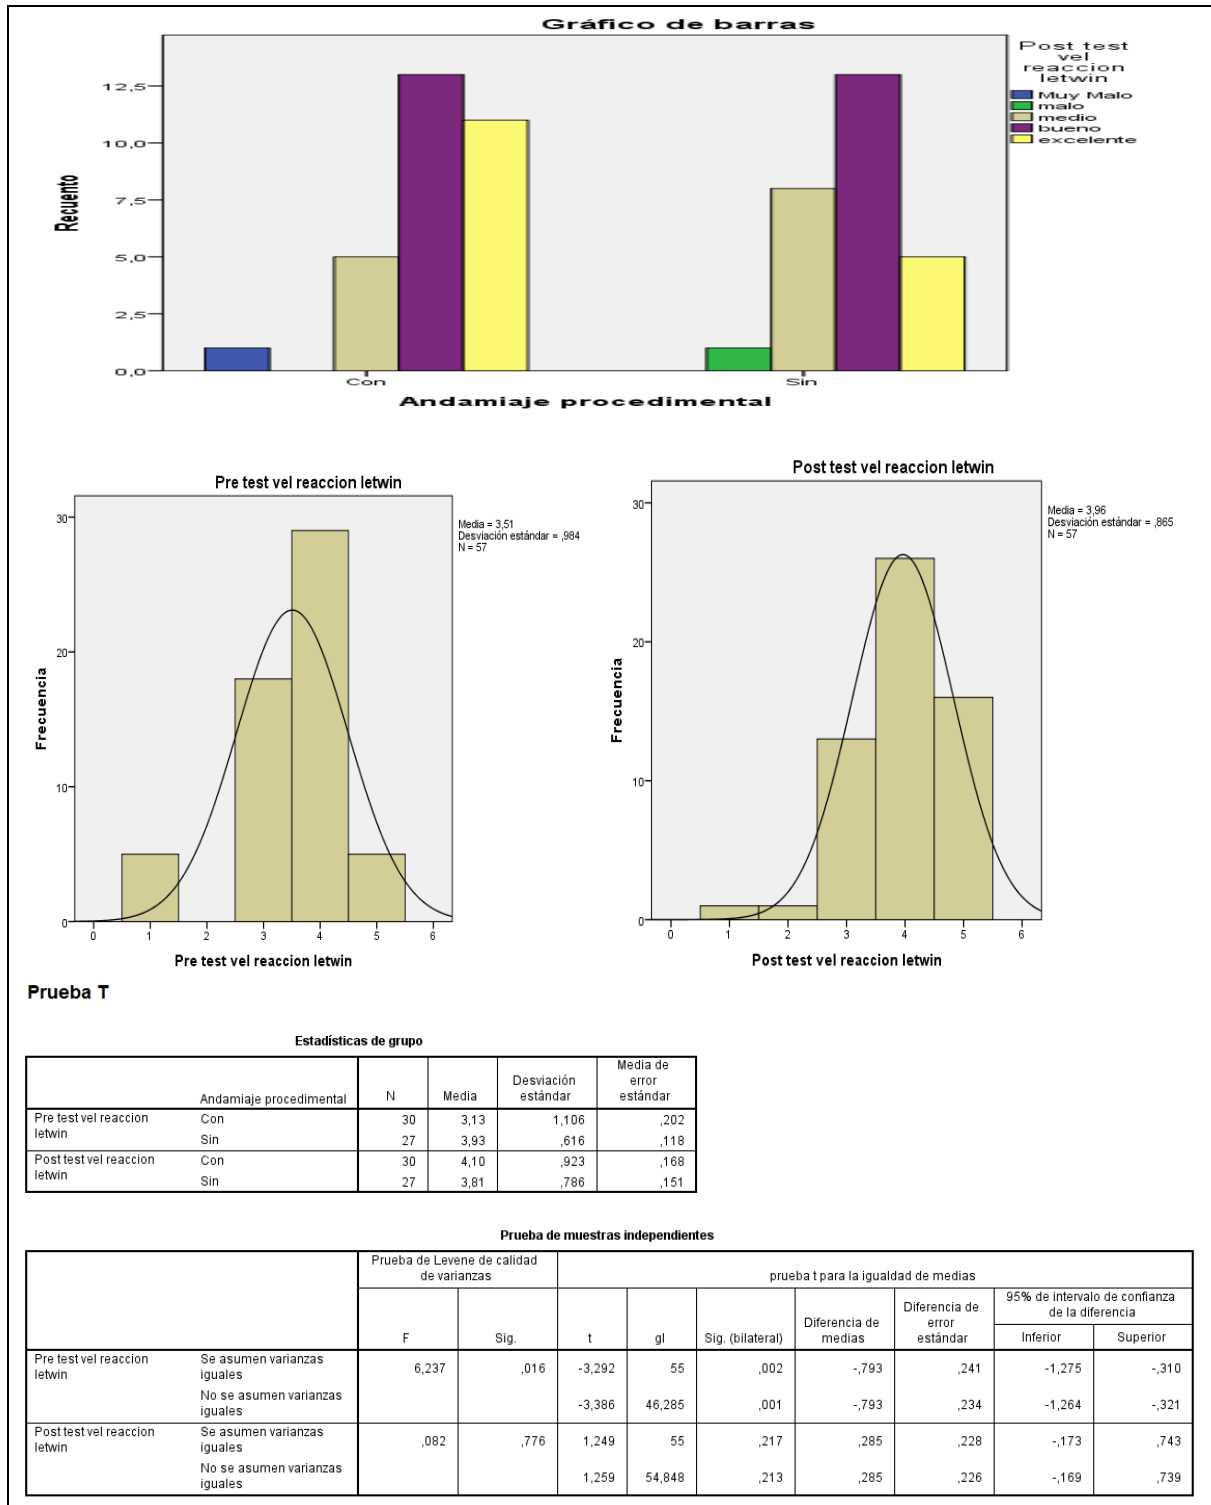 Gráfico de barras
Post test
vel
reaccion
letwin
Muy Malo
malo
medio
bueno
excelente
Recuento
12,5
10,0
7,5
5,0
2,5
0,0
Con
Sin
Andamiaje procedimental
Pre test vel reaccion letwin
Media = 3,51
Desviación estándar = ,984
N = 57
Frecuencia
30
20
10
0
0 1 2 3 4 5 6
Pre test vel reaccion letwin
Post test vel reaccion letwin
Media = 3,96
Desviación estándar = ,865
N = 57
Frecuencia
30
20
10
0
0 1 2 3 4 5 6
Post test vel reaccion letwin
Prueba T
Estadísticas de grupo
Andamiaje procedimental N Media Desviación estándar Media de error estándar
Pre test vel reaccion letwin Con 30 3,13 1,106 ,202
Sin 27 3,93 ,616 ,118
Post test vel reaccion letwin Con 30 4,10 ,923 ,168
Sin 27 3,81 ,786 ,151
Prueba de muestras independientes
Prueba de Levene de calidad de varianzas prueba t para la igualdad de medias
F Sig. t gl Sig. (bilateral) Diferencia de medias Diferencia de error estándar 95% de intervalo de confianza de la diferencia
Inferior Superior
Pre test vel reaccion letwin Se asumen varianzas iguales 6,237 ,016 -3,292 55 ,002 -,793 ,241 -1,275 -,310
No se asumen varianzas iguales -3,386 46,285 ,001 -,793 ,234 -1,264 -,321
Post test vel reaccion letwin Se asumen varianzas iguales ,082 ,776 1,249 55 ,217 ,285 ,228 -,173 ,743
No se asumen varianzas iguales 1,259 54,848 ,213 ,285 ,226 -,169 ,739